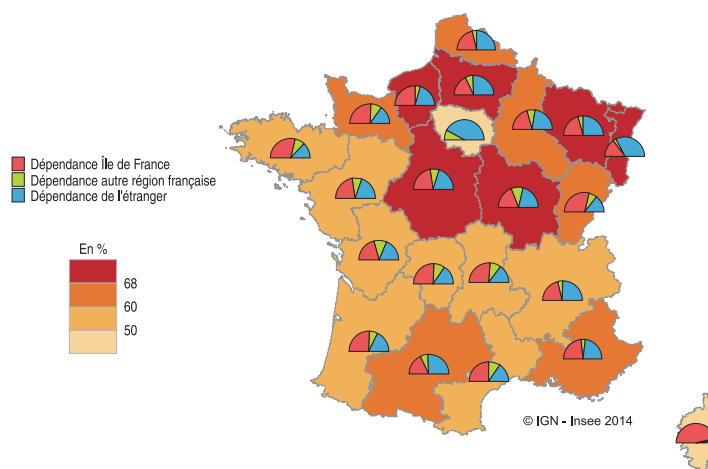 Dépendance Île de France
Dépendance autre région française
Dépendance de l'étranger
En %
68
60
50
© IGN - Insee 2014